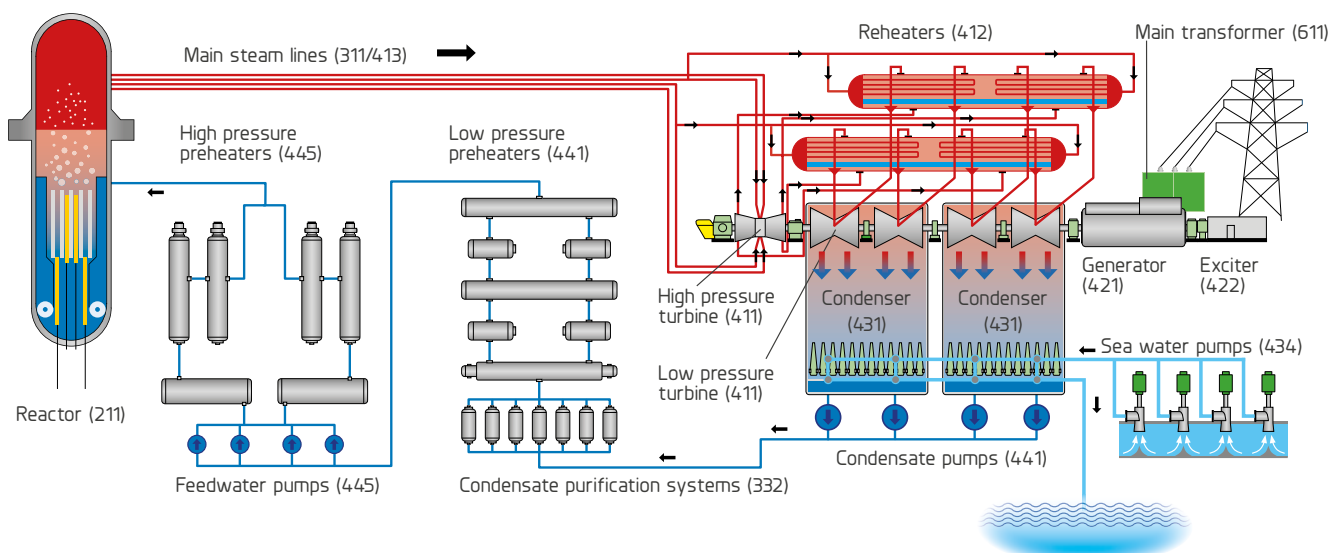 Main steam lines (311/413)
Reheaters (412)
Main transformer (611)
High pressure
preheaters (445)
Low pressure
preheaters (441)
High pressure
turbine (411)
Low pressure
turbine (411)
Condenser
(431)
Condenser
(431)
Generator
(421)
Exciter
(422)
Sea water pumps (434)
Reactor (211)
Feedwater pumps (445)
Condensate purification systems (332)
Condensate pumps (441)